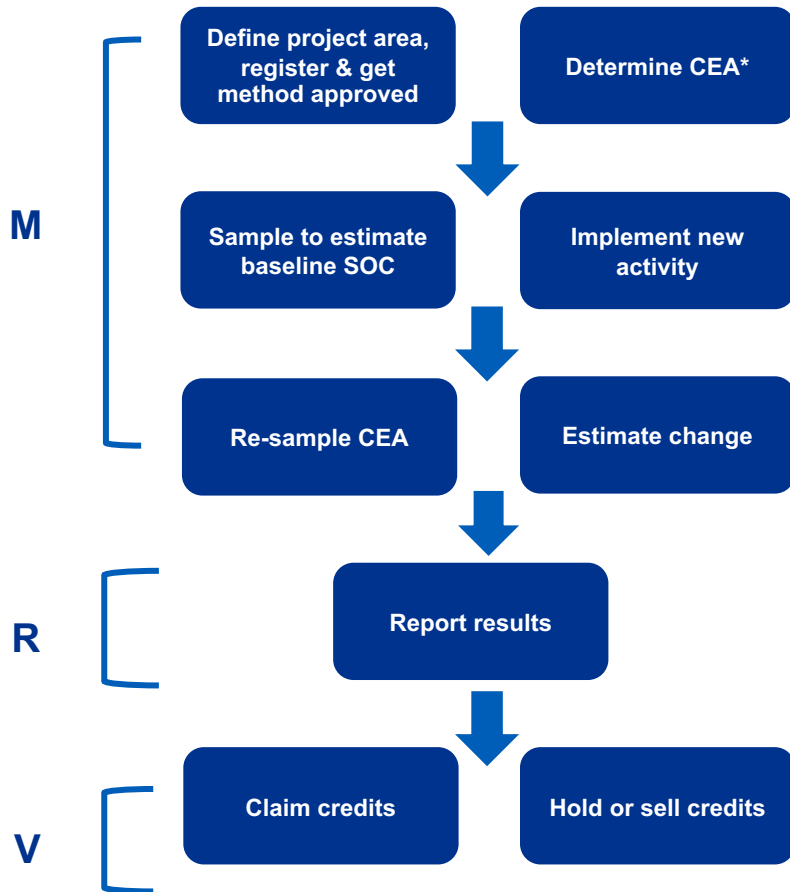 Define project area,
register & get
method approved
Determine CEA*
M
Sample to estimate
baseline SOC
Implement new
activity
Re-sample CEA
Estimate change
R
Report results
V
Claim credits
Hold or sell credits